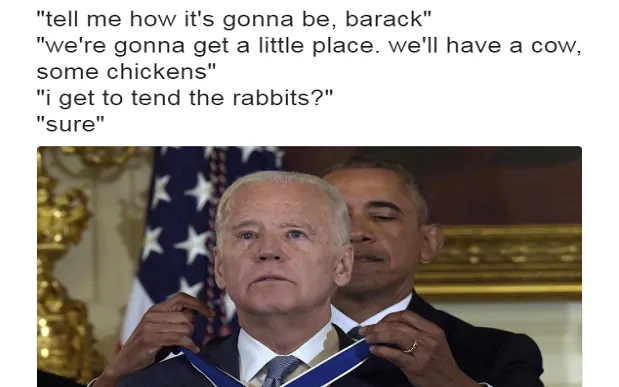 "tell me how it's gonna be, barack"
"we're gonna get a little place. we'll have a cow,
some chickens"
"i get to tend the rabbits?"
"sure"